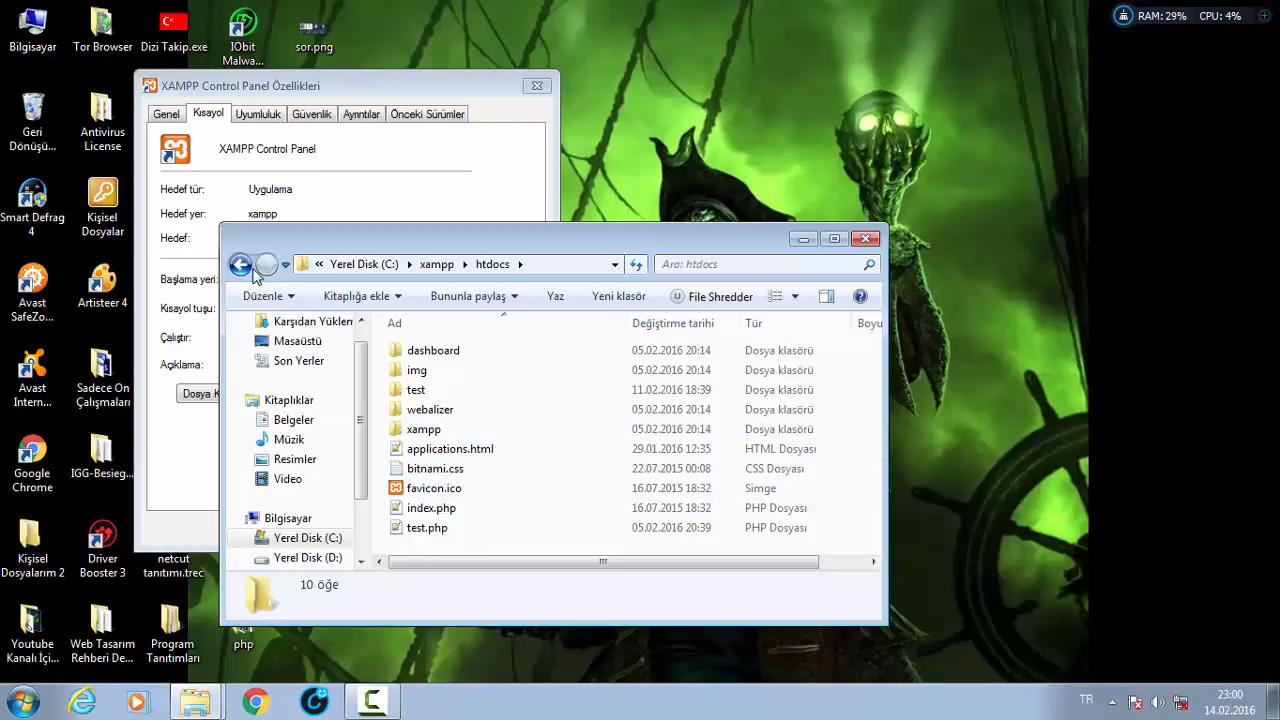 Bilgisayar
Tor Browser
Dizi Takip.exe
IObit
Malwa...
sor.png
RAM: 29%
CPU: 4%
Geri
Dönüşü...
Antivirus
License
Smart Defrag
4
Kişisel
Dosyalar
Avast
SafeZo...
Artisteer 4
Avast
Intern...
Sadece On
Çalışmaları
Google
Chrome
IGG-Besieg...
Kişisel
Dosyalarım 2
Driver
Booster 3
netcut
tanıtımı.trec
Youtube
Kanalı İçi...
Web Tasarım
Rehberi De...
Program
Tanıtımları
php
XAMPP Control Panel Özellikleri
Genel
Kısayol
Uyumluluk
Güvenlik
Ayrıntılar
Önceki Sürümler
XAMPP Control Panel
Hedef tür:
Uygulama
Hedef yer:
xampp
Hedef:
Başlama yeri:
Kısayol tuşu:
Çalıştır:
Açıklama:
Dosya K
« Yerel Disk (C:)
xampp
htdocs
Ara: htdocs
Düzenle
Kitaplığa ekle
Bununla paylaş
Yaz
Yeni klasör
File Shredder
Karşıdan Yüklen
Masaüstü
Son Yerler
Kitaplıklar
Belgeler
Müzik
Resimler
Video
Bilgisayar
Yerel Disk (C:)
Yerel Disk (D:)
Ad
Değiştirme tarihi
Tür
Boyu
dashboard 05.02.2016 20:14 Dosya klasörü
img 05.02.2016 20:14 Dosya klasörü
test 11.02.2016 18:39 Dosya klasörü
webalizer 05.02.2016 20:14 Dosya klasörü
xampp 05.02.2016 20:14 Dosya klasörü
applications.html 29.01.2016 12:35 HTML Dosyası
bitnami.css 22.07.2015 00:08 CSS Dosyası
favicon.ico 16.07.2015 18:32 Simge
index.php 16.07.2015 18:32 PHP Dosyası
test.php 05.02.2016 20:39 PHP Dosyası
10 öğe
TR
23:00
14.02.2016